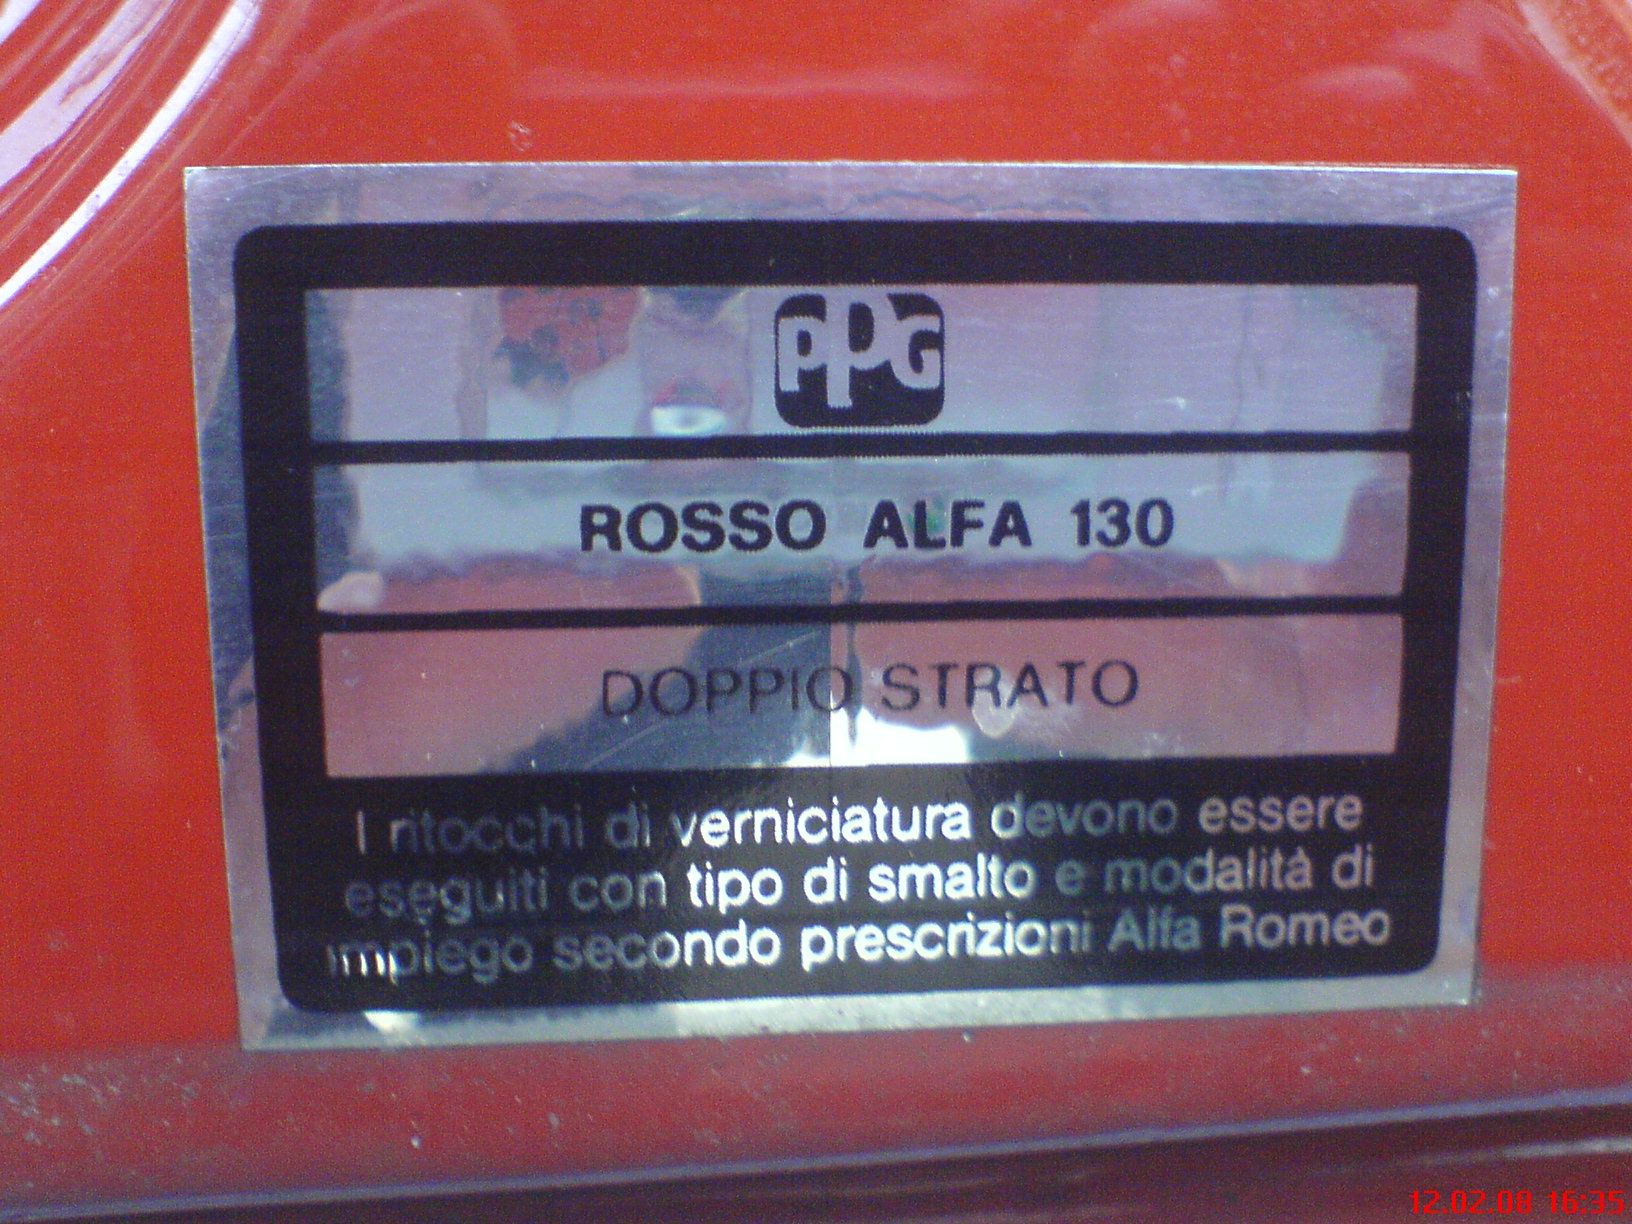 PPG
ROSSO ALFA 130
DOPPIO STRATO
I ritocchi di verniciatura devono essere
eseguiti con tipo di smalto e modalità di
impiego secondo prescrizioni Alfa Romeo
12.02.08 16:35